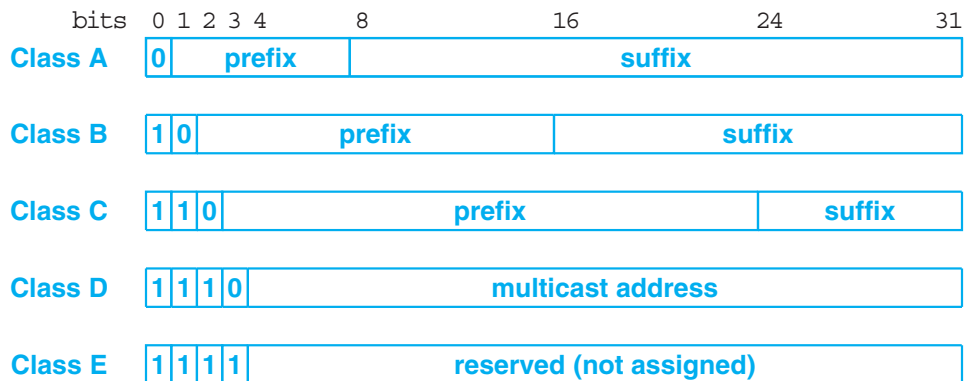 bits 0 1 2 3 4 8 16 24 31
Class A 0 prefix suffix
Class B 1 0 prefix suffix
Class C 1 1 0 prefix suffix
Class D 1 1 1 0 multicast address
Class E 1 1 1 1 reserved (not assigned)